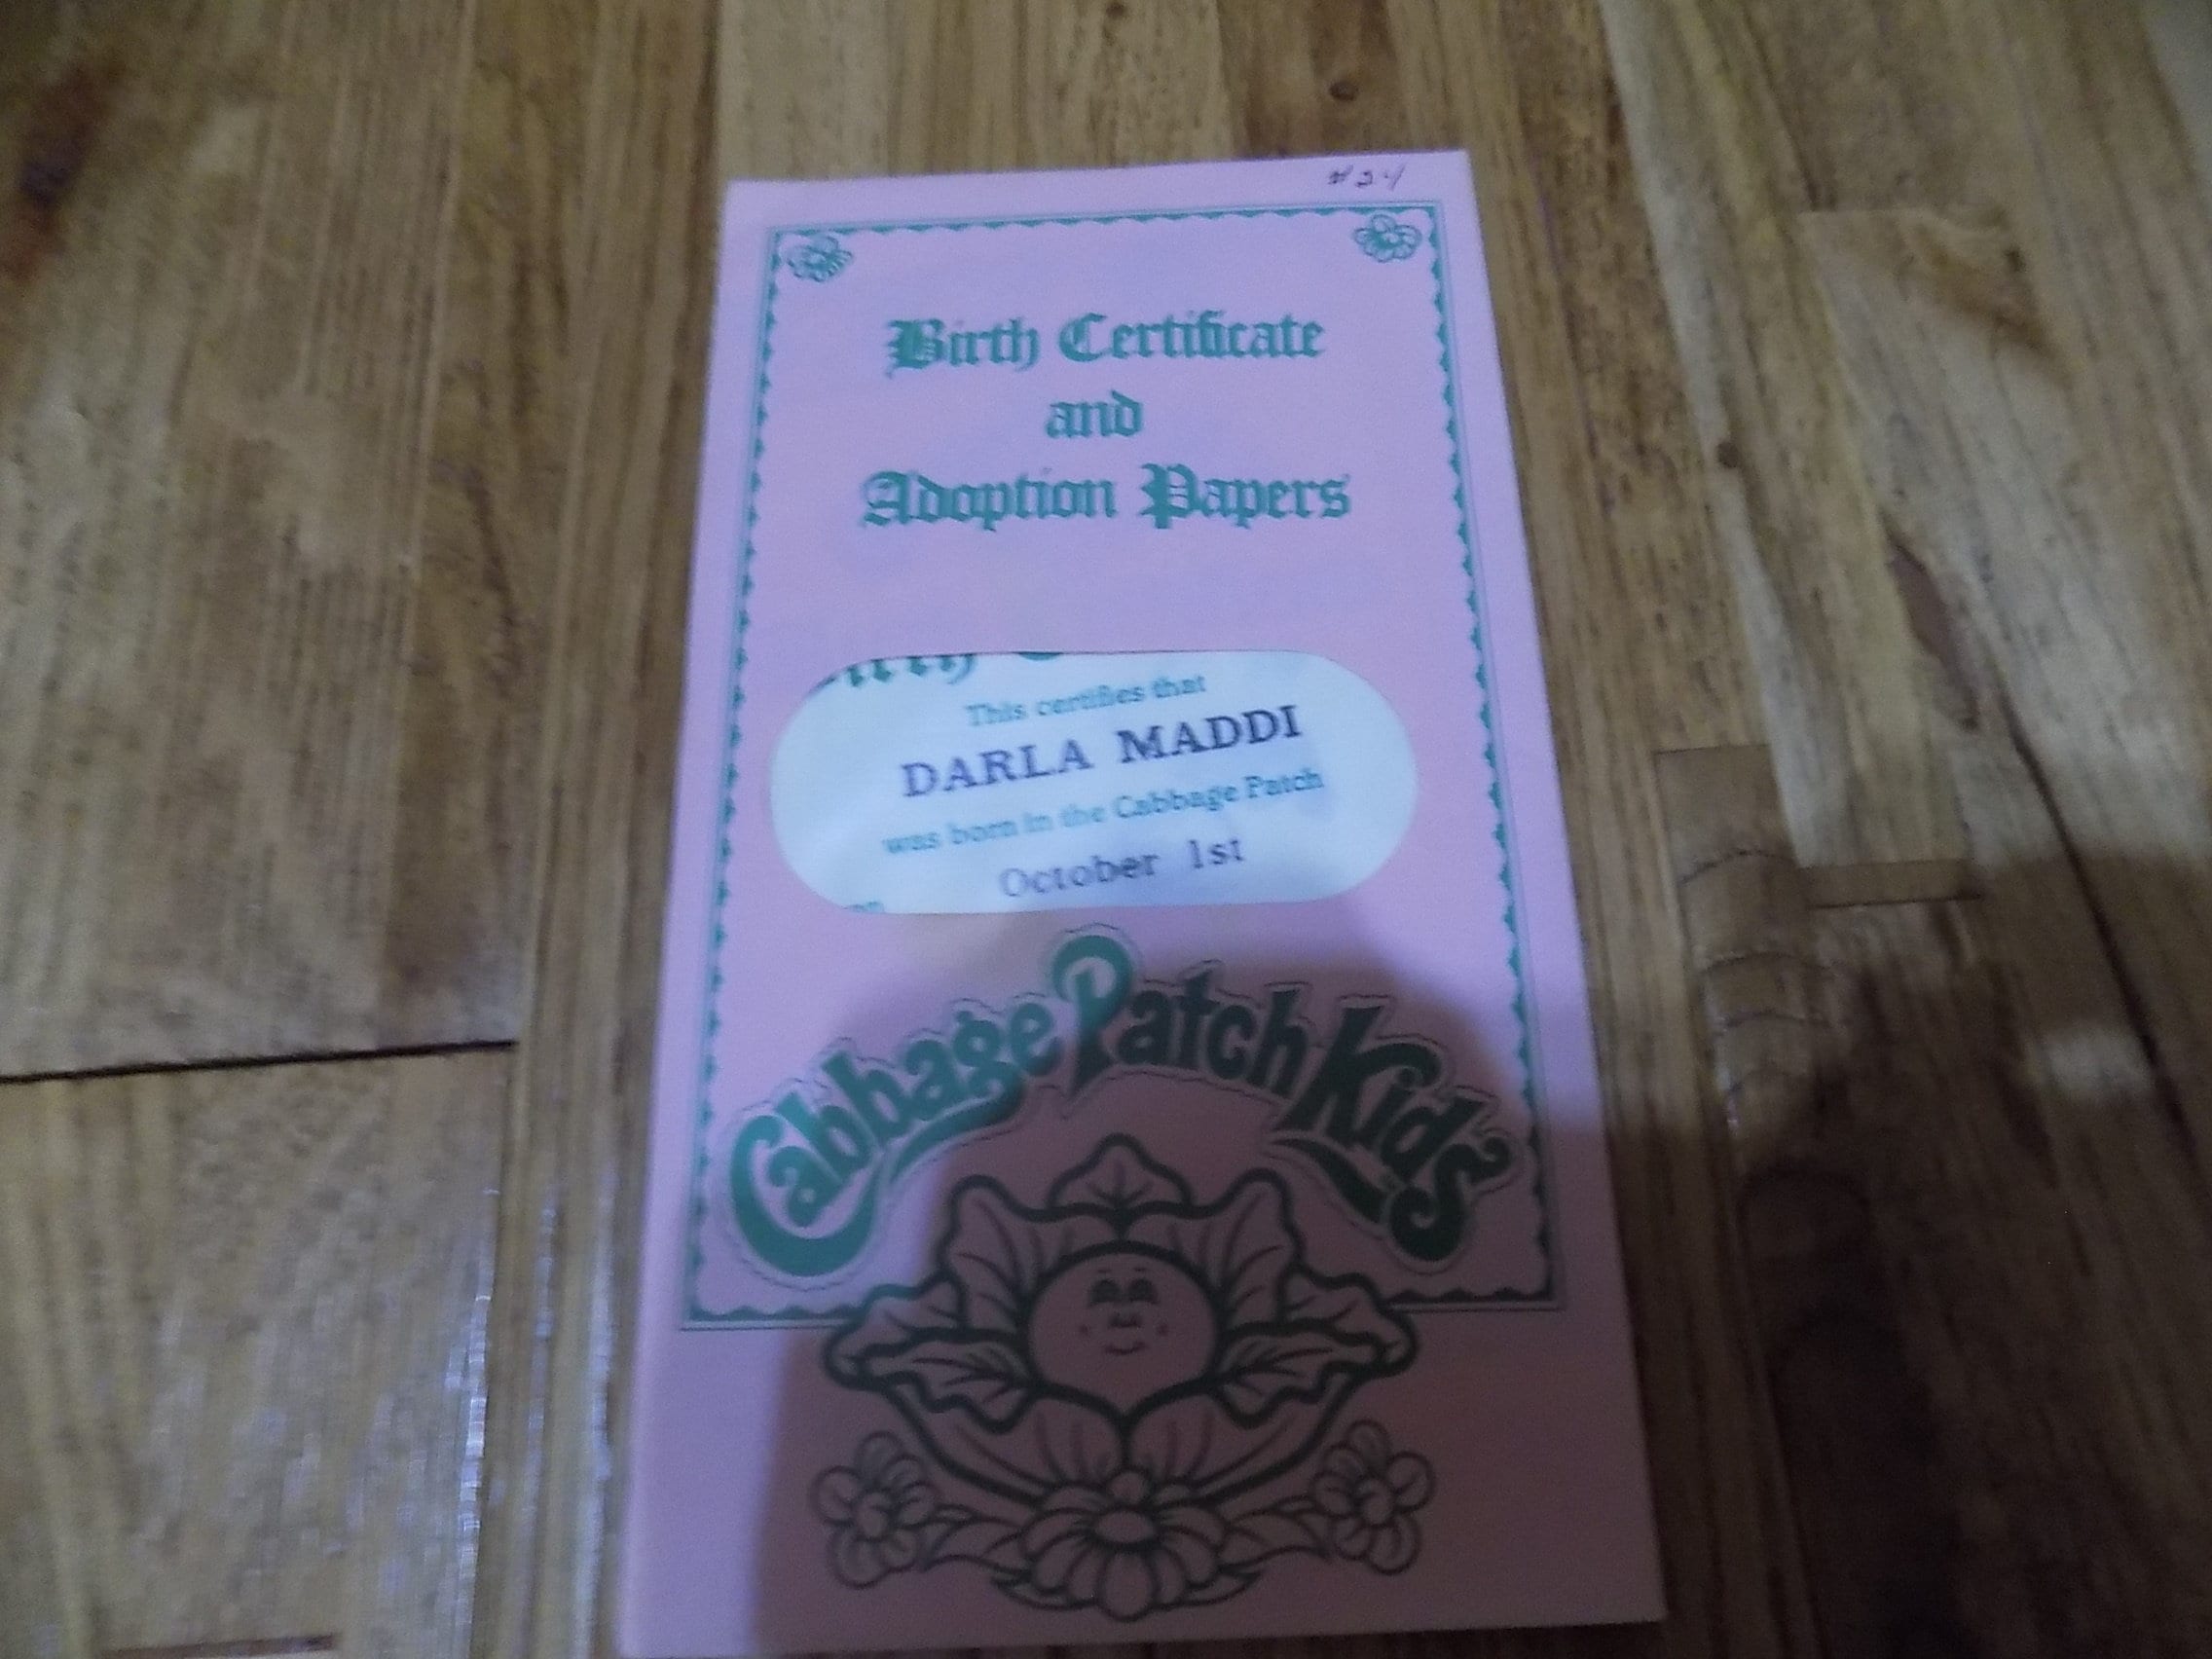 #24
Birth Certificate
and
Adoption Papers
This certifies that
DARLA MADDI
was born in the Cabbage Patch
October 1st
Cabbage Patch Kids